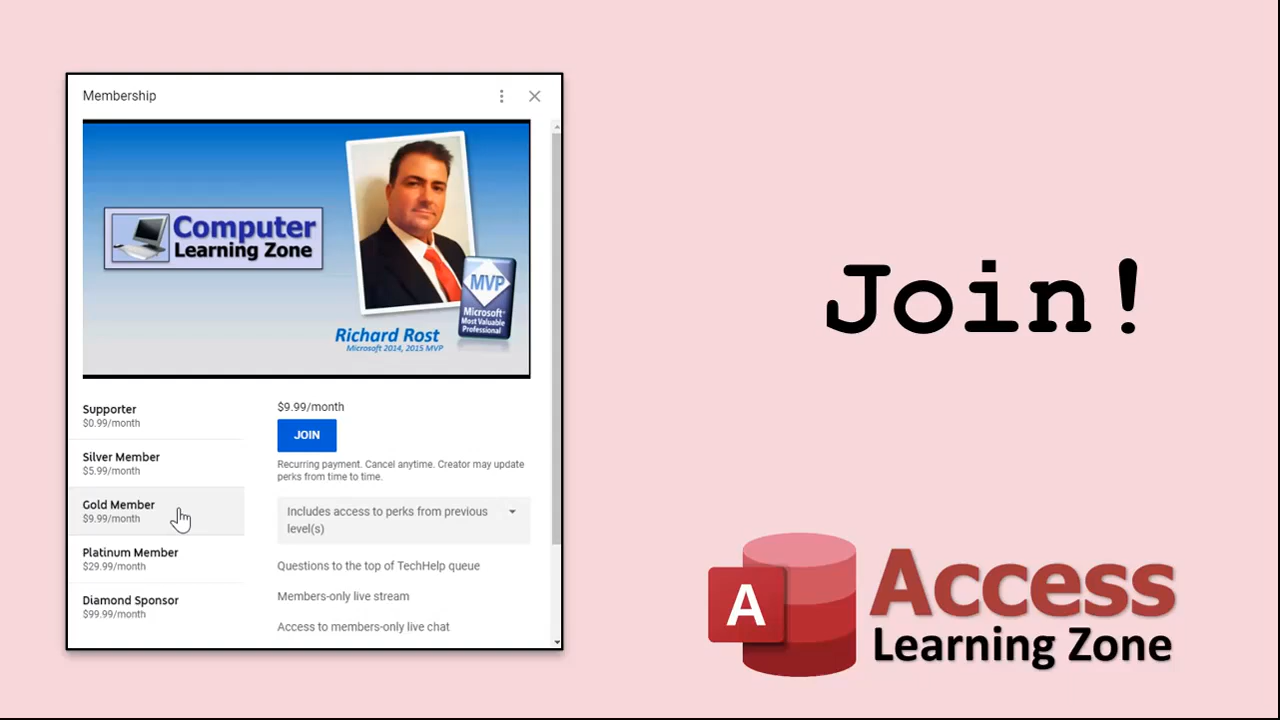 Membership
Computer
Learning Zone
MVP
Microsoft®
Most Valuable
Professional
Richard Rost
Microsoft 2014, 2015 MVP
Supporter
$0.99/month
Silver Member
$5.99/month
Gold Member
$9.99/month
Platinum Member
$29.99/month
Diamond Sponsor
$99.99/month
$9.99/month
JOIN
Recurring payment. Cancel anytime. Creator may update
perks from time to time.
Includes access to perks from previous
level(s)
Questions to the top of TechHelp queue
Members-only live stream
Access to members-only live chat
Join!
A
Access
Learning Zone